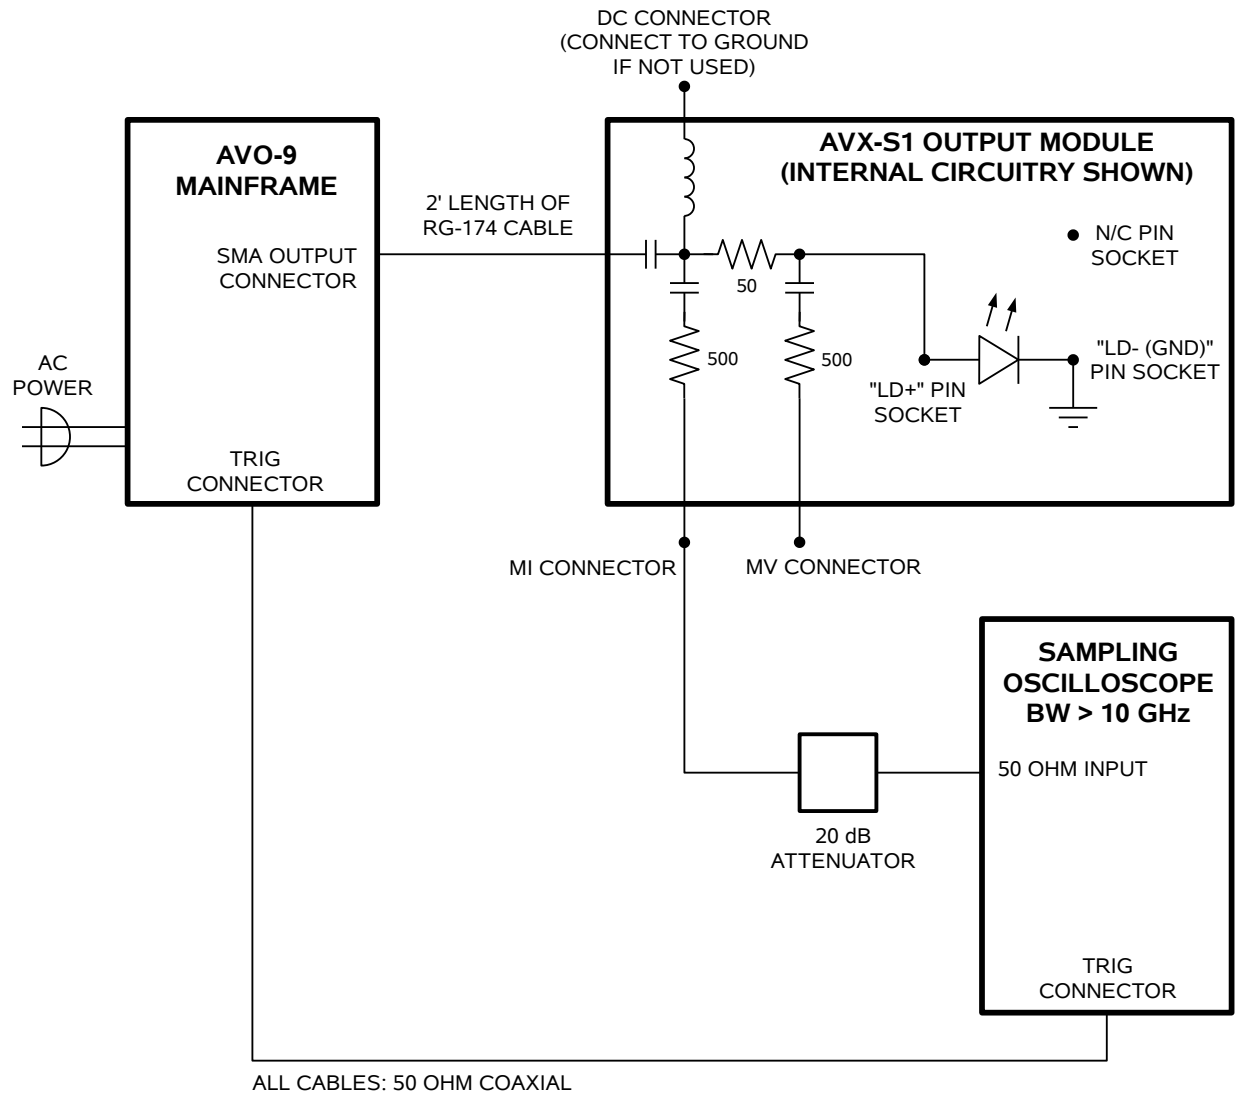 DC CONNECTOR
(CONNECT TO GROUND
IF NOT USED)
AVO-9
MAINFRAME
AVX-S1 OUTPUT MODULE
(INTERNAL CIRCUITRY SHOWN)
2' LENGTH OF
RG-174 CABLE
SMA OUTPUT
CONNECTOR
N/C PIN
SOCKET
50
500
500
"LD+" PIN
SOCKET
"LD- (GND)"
PIN SOCKET
AC
POWER
TRIG
CONNECTOR
MI CONNECTOR
MV CONNECTOR
SAMPLING
OSCILLOSCOPE
BW > 10 GHz
50 OHM INPUT
20 dB
ATTENUATOR
TRIG
CONNECTOR
ALL CABLES: 50 OHM COAXIAL